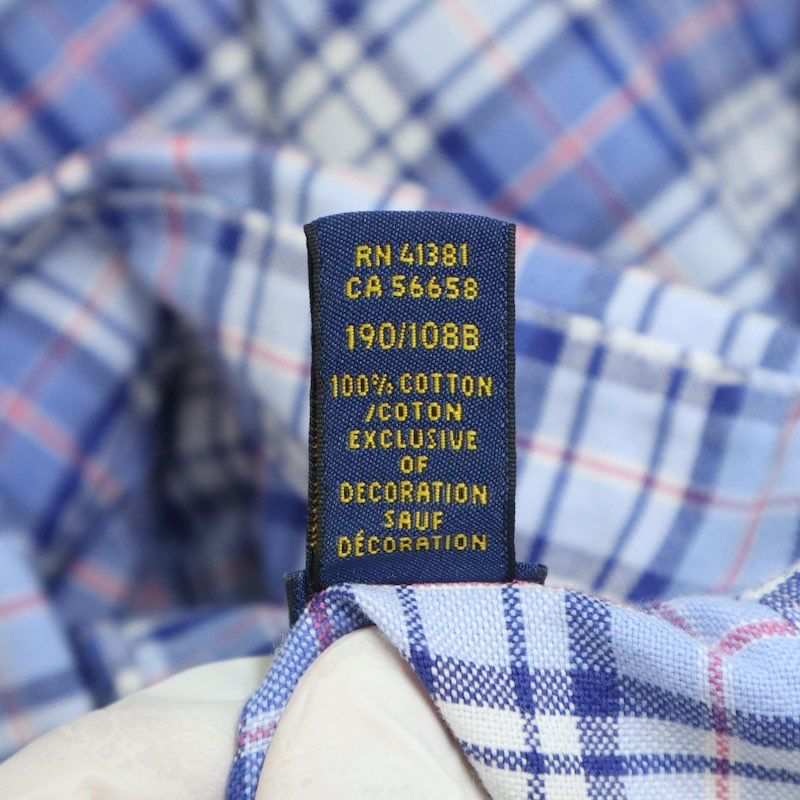 RN 41381
CA 56658
190/108B
100% COTTON
/COTON
EXCLUSIVE
OF
DECORATION
SAUF
DÉCORATION